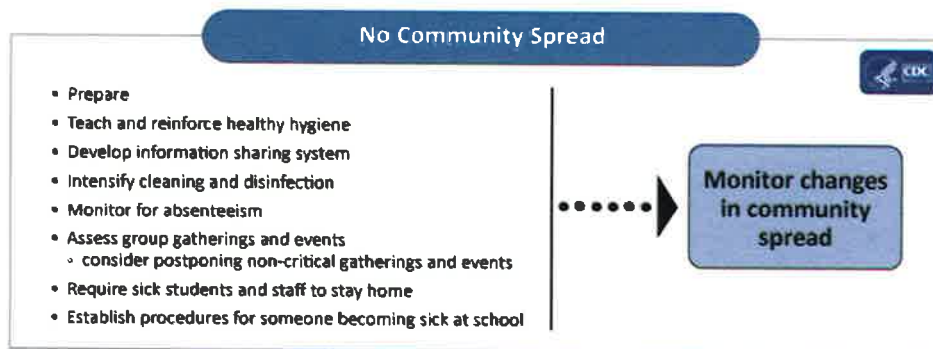 No Community Spread
CDC
• Prepare
• Teach and reinforce healthy hygiene
• Develop information sharing system
• Intensify cleaning and disinfection
• Monitor for absenteeism
• Assess group gatherings and events
◦ consider postponing non-critical gatherings and events
• Require sick students and staff to stay home
• Establish procedures for someone becoming sick at school
Monitor changes
in community
spread